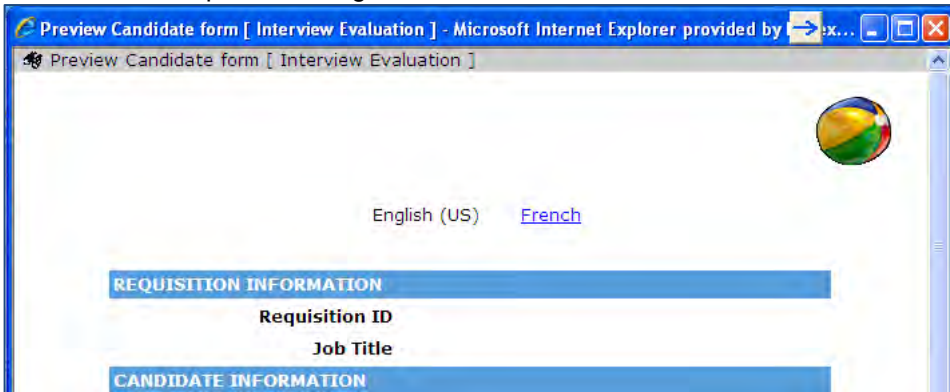 Preview Candidate form [ Interview Evaluation ] - Microsoft Internet Explorer provided by
Preview Candidate form [ Interview Evaluation ]
English (US) French
REQUISITION INFORMATION
Requisition ID
Job Title
CANDIDATE INFORMATION